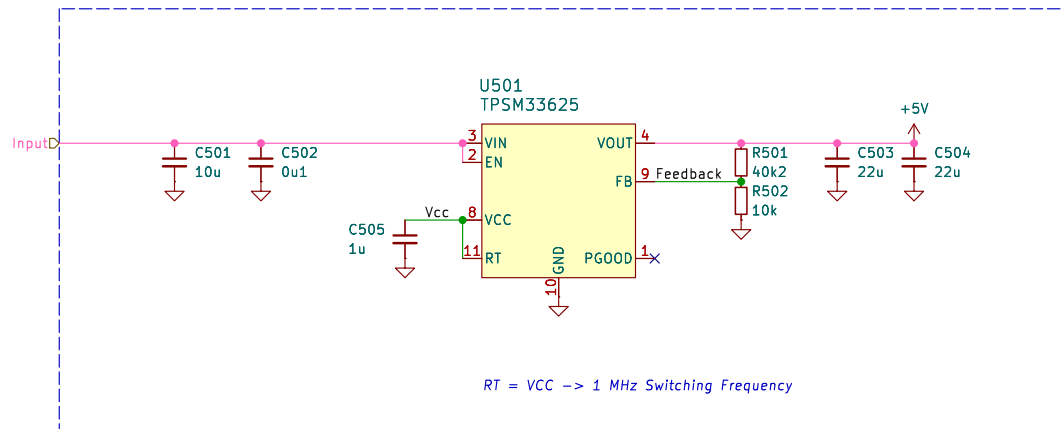 U501
TPSM33625
+5V
Input
3
VIN
VOUT
4
C501
10u
C502
0u1
2
EN
R501
40k2
C503
22u
C504
22u
FB
9
Feedback
R502
10k
Vcc
8
VCC
C505
1u
11
RT
GND
PGOOD
1
10
RT = VCC -> 1 MHz Switching Frequency